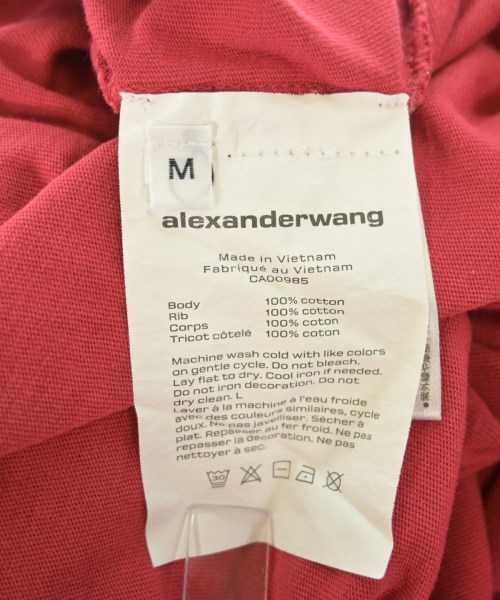 M
alexanderwang
Made in Vietnam
Fabriqué au Vietnam
CA00985
Body 100% cotton
Rib 100% cotton
Corps 100% coton
Tricot côtelé 100% coton
Machine wash cold with like colors
on gentle cycle. Do not bleach.
Lay flat to dry. Cool iron if needed.
Do not iron decoration. Do not
dry clean. L
Laver à la machine a l'eau froide
avec des couleurs similaires, cycle
doux. Ne pas javelliser. Sécher à
plat. Repasser au fer froid. Ne pas
repasser la décoration. Ne pas
nettoyer à sec.
30